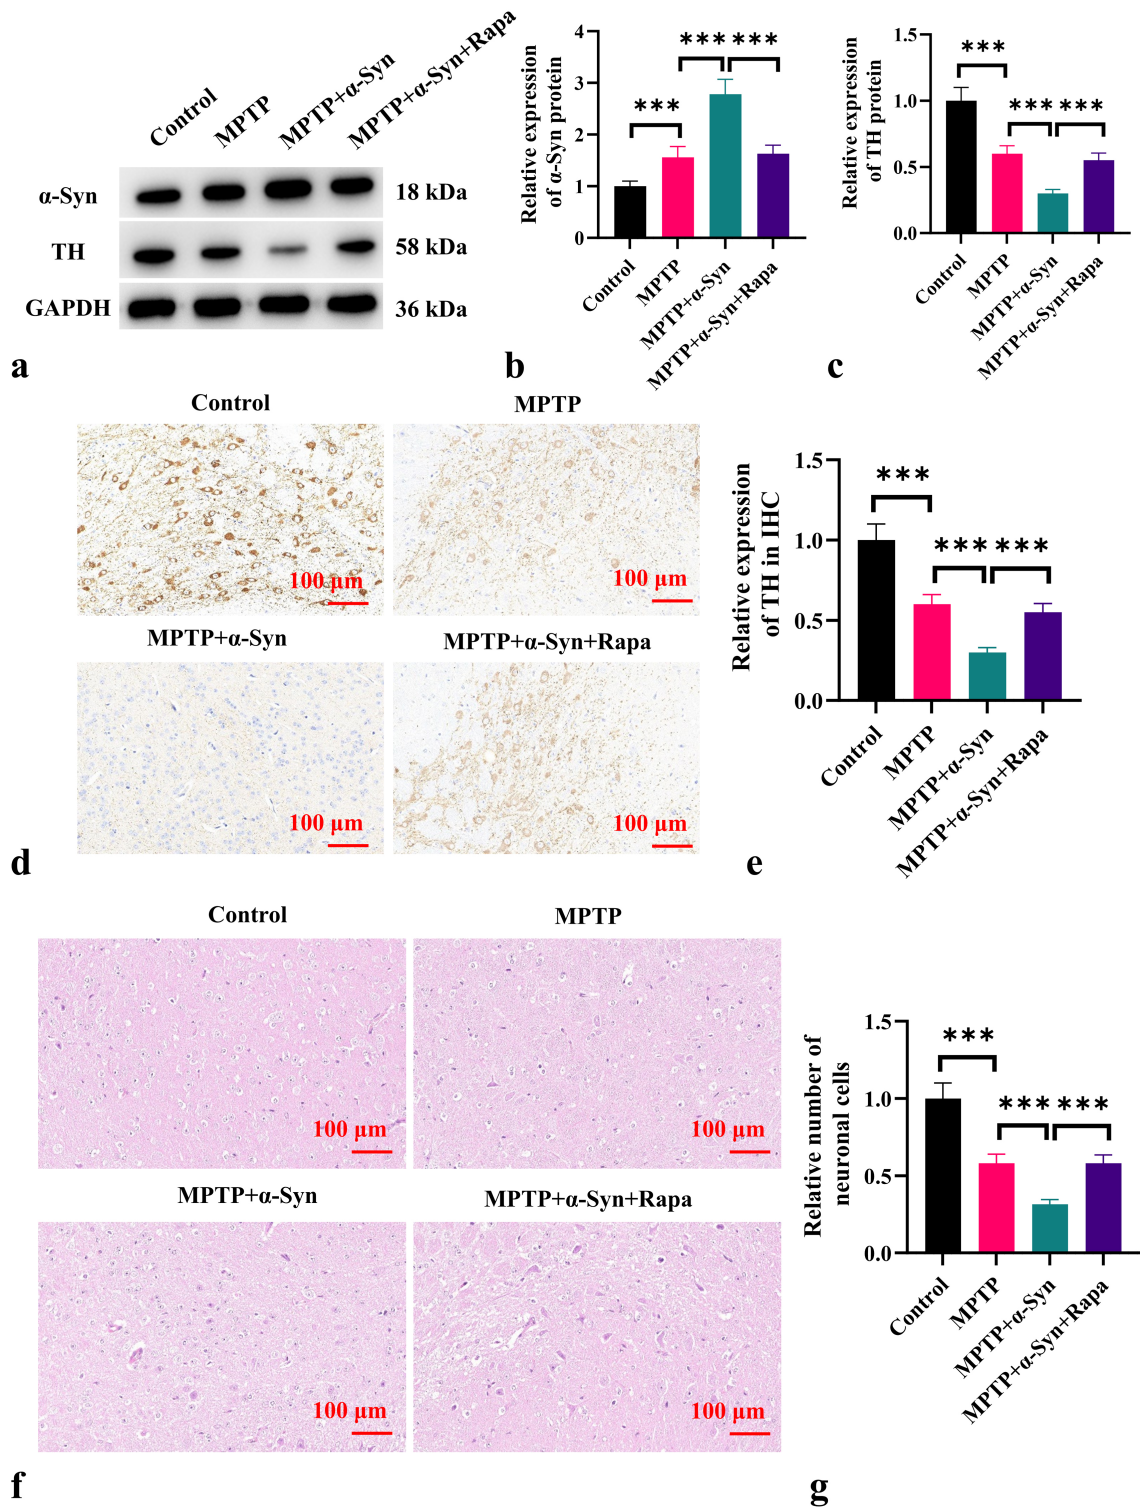 Control
MPTP
MPTP+α-Syn
MPTP+α-Syn+Rapa
α-Syn
18 kDa
TH
58 kDa
GAPDH
36 kDa
a
Relative expression
of α-Syn protein
4
3
2
1
0
***
***
***
Control
MPTP
MPTP+α-Syn
MPTP+α-Syn+Rapa
b
Relative expression
of TH protein
1.5
1.0
0.5
0.0
***
***
***
Control
MPTP
MPTP+α-Syn
MPTP+α-Syn+Rapa
c
Control
MPTP
100 μm
100 μm
MPTP+α-Syn
MPTP+α-Syn+Rapa
100 μm
100 μm
d
Relative expression
of TH in IHC
1.5
1.0
0.5
0.0
***
***
***
Control
MPTP
MPTP+α-Syn
MPTP+α-Syn+Rapa
e
Control
MPTP
100 μm
100 μm
MPTP+α-Syn
MPTP+α-Syn+Rapa
100 μm
100 μm
f
Relative number of
neuronal cells
1.5
1.0
0.5
0.0
***
***
***
Control
MPTP
MPTP+α-Syn
MPTP+α-Syn+Rapa
g